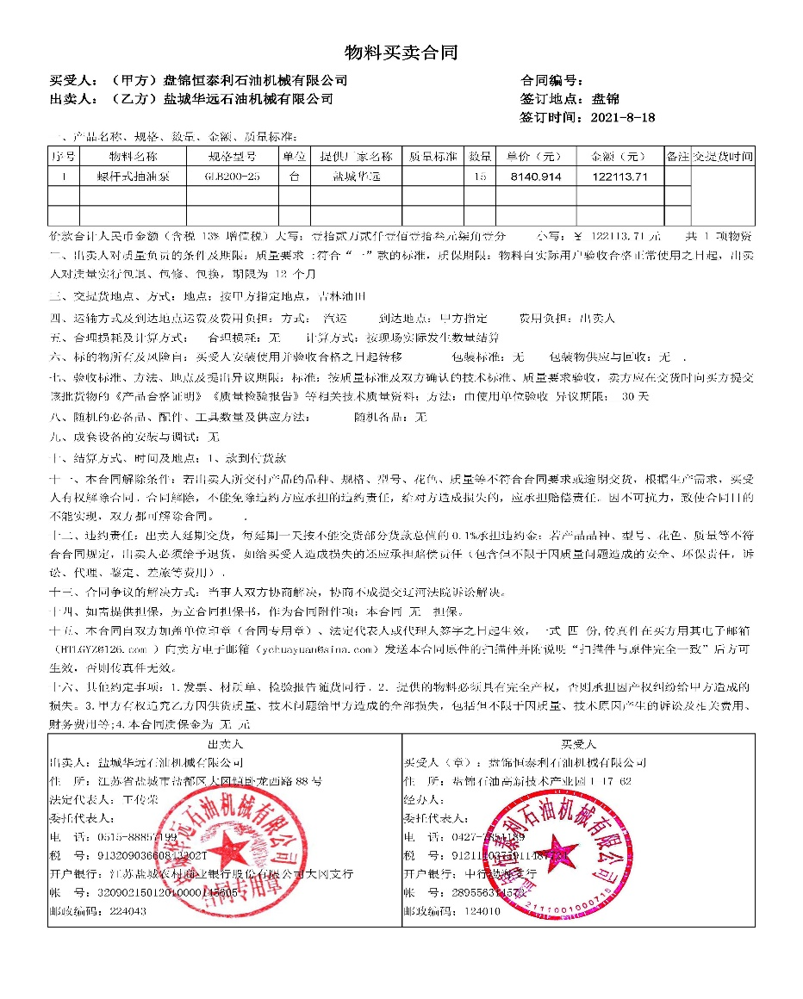 物料买卖合同
买受人：（甲方）盘锦恒泰利石油机械有限公司 合同编号：
出卖人：（乙方）盐城华远石油机械有限公司 签订地点：盘锦
签订时间：2021-8-18
一、产品名称、规格、数量、金额、质量标准：
序号 物料名称 规格型号 单位 提供厂家名称 质量标准 数量 单价（元） 金额（元） 备注 交提货时间
1 螺杆式抽油泵 GLB200-25 台 盐城华远 15 8140.914 122113.71
价款合计人民币金额（含税 13% 增值税）大写：壹拾贰万贰仟壹佰壹拾叁元柒角壹分 小写：￥ 122113.71 元 共 1 项物资
二、出卖人对质量负责的条件及期限：质量要求 :符合“一”款的标准，质保期限：物料自实际用户验收合格正常使用之日起，出卖
人对质量实行包退、包修、包换，期限为 12 个月
三、交提货地点、方式：地点：按甲方指定地点，吉林油田
四、运输方式及到达地点运费及费用负担：方式： 汽运 到达地点：甲方指定 费用负担：出卖人
五、合理损耗及计算方式： 合理损耗：无 计算方式：按现场实际发生数量结算
六、标的物所有及风险自：买受人安装使用并验收合格之日起转移 包装标准：无 包装物供应与回收：无 .
七、验收标准、方法、地点及提出异议期限：标准：按质量标准及双方确认的技术标准、质量要求验收，卖方应在交货时向买方提交
该批货物的《产品合格证明》《质量检验报告》等相关技术质量资料；方法：由使用单位验收 异议期限： 30 天
八、随机的必备品、配件、工具数量及供应方法： 随机备品：无
九、成套设备的安装与调试：无
十、结算方式、时间及地点：1、款到付货款
十一、本合同解除条件：若出卖人所交付产品的品种、规格、型号、花色、质量等不符合合同要求或逾期交货，根据生产需求，买受
人有权解除合同。合同解除，不能免除违约方应承担的违约责任，给对方造成损失的，应承担赔偿责任。因不可抗力，致使合同目的
不能实现，双方都可解除合同。 .
十二、违约责任：出卖人延期交货，每延期一天按不能交货部分货款总值的 0.1%承担违约金；若产品品种、型号、花色、质量等不符
合合同规定，出卖人必须给予退货，如给买受人造成损失的还应承担赔偿责任（包含但不限于因质量问题造成的安全、环保责任，诉
讼、代理、鉴定、差旅等费用）.
十三、合同争议的解决方式：当事人双方协商解决，协商不成提交辽河法院诉讼解决。
十四、如需提供担保，另立合同担保书，作为合同附件项：本合同 无 担保。
十五、本合同自双方加盖单位印章（合同专用章）、法定代表人或代理人签字之日起生效，一式 四 份,传真件在买方用其电子邮箱
（HTLGYZ@126.com ）向卖方电子邮箱（ychuayuan@sina.com）发送本合同原件的扫描件并附说明“扫描件与原件完全一致”后方可
生效，否则传真件无效。
十六、其他约定事项：1.发票、材质单、检验报告随货同行。2．提供的物料必须具有完全产权，否则承担因产权纠纷给甲方造成的
损失。3.甲方有权追究乙方因供货质量、技术问题给甲方造成的全部损失，包括但不限于因质量、技术原因产生的诉讼及相关费用、
财务费用等;4.本合同质保金为 无 元
出卖人
出卖人：盐城华远石油机械有限公司
住 所：江苏省盐城市盐都区大冈镇卧龙西路 88 号
法定代表人：王传荣
委托代表人：
电 话：0515-88857199
税 号：
开户银行：江苏盐城农村商业银行股份有限公司大冈支行
帐 号：
邮政编码：224043
盐城华远石油机械有限公司
合同专用章
买受人
买受人（章）：盘锦恒泰利石油机械有限公司
住 所：盘锦石油高新技术产业园 1-17-62
经办人：
委托代表人：
电 话：
税 号：
开户银行：
帐 号：
邮政编码：124010
盘锦恒泰利石油机械有限公司
2111001000718